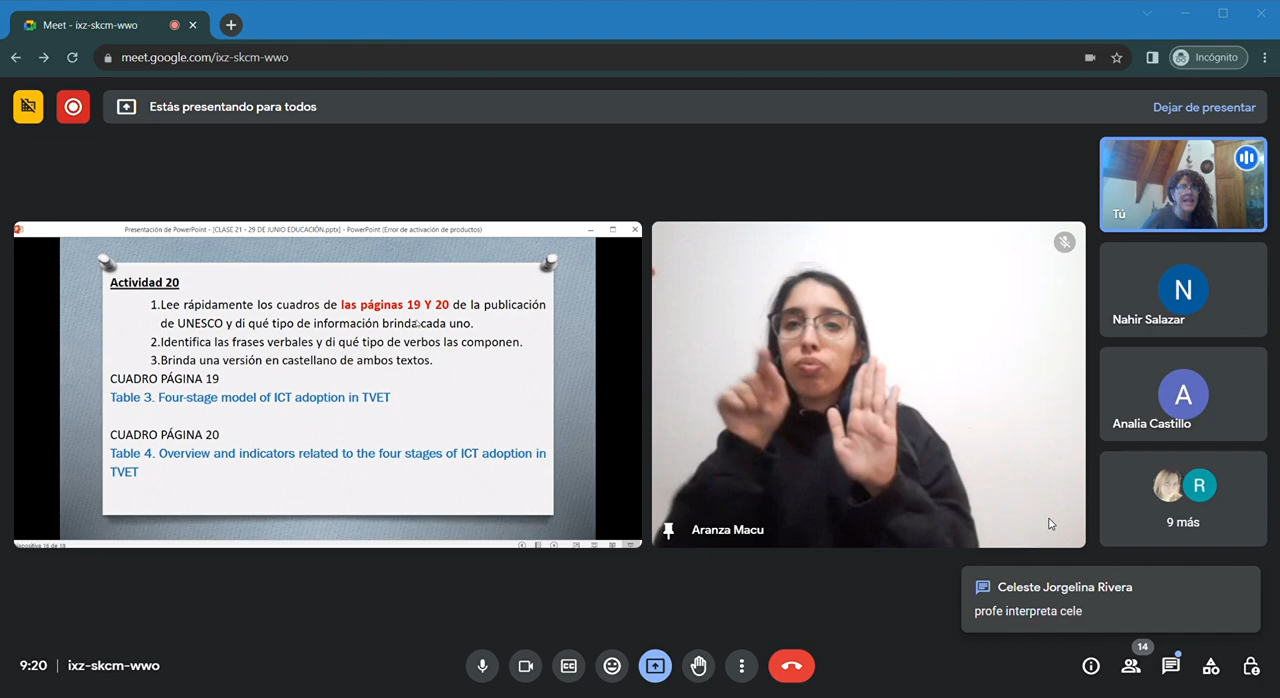 Meet - ixz-skcm-wwo
meet.google.com/ixz-skcm-wwo
Incógnito
Estás presentando para todos
Dejar de presentar
Presentación de PowerPoint - [CLASE 21 - 29 DE JUNIO EDUCACIÓN.pptx] - PowerPoint (Error de activación de productos)
Actividad 20
1.Lee rápidamente los cuadros de las páginas 19 Y 20 de la publicación
de UNESCO y di qué tipo de información brinda cada uno.
2.Identifica las frases verbales y di qué tipo de verbos las componen.
3.Brinda una versión en castellano de ambos textos.
CUADRO PÁGINA 19
Table 3. Four-stage model of ICT adoption in TVET
CUADRO PÁGINA 20
Table 4. Overview and indicators related to the four stages of ICT adoption in
TVET
Aranza Macu
Tú
N
Nahir Salazar
A
Analia Castillo
R
9 más
Celeste Jorgelina Rivera
profe interpreta cele
9:20 | ixz-skcm-wwo
14